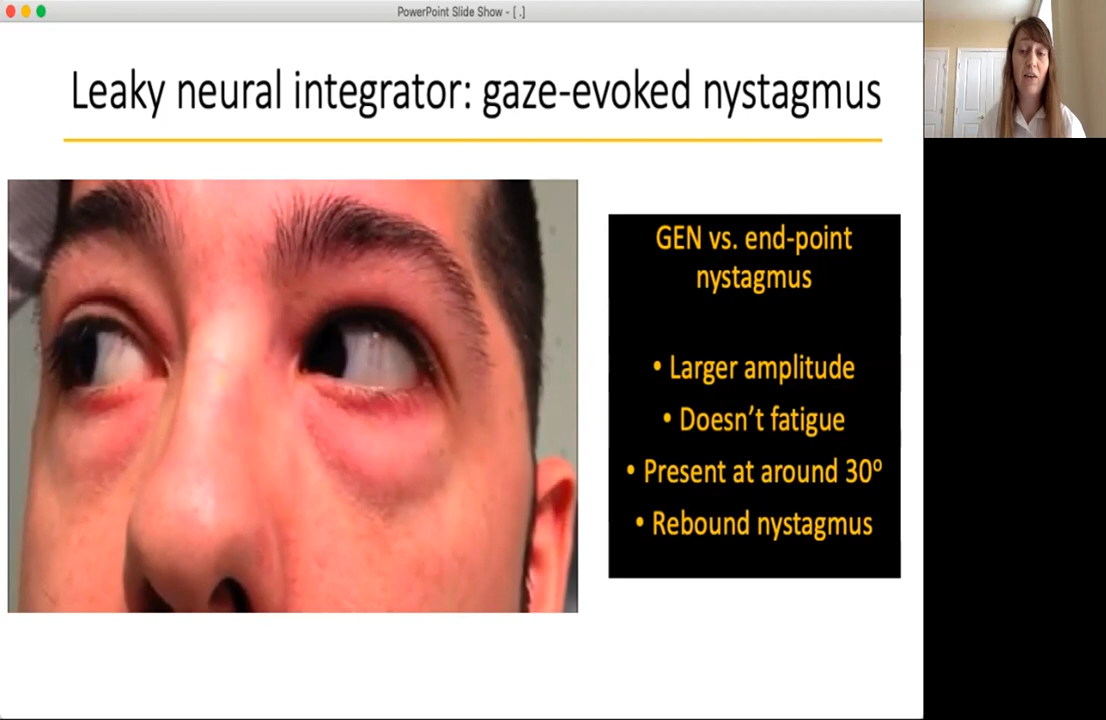 PowerPoint Slide Show - [ .]
Leaky neural integrator: gaze-evoked nystagmus
GEN vs. end-point
nystagmus
• Larger amplitude
• Doesn’t fatigue
• Present at around 30º
• Rebound nystagmus